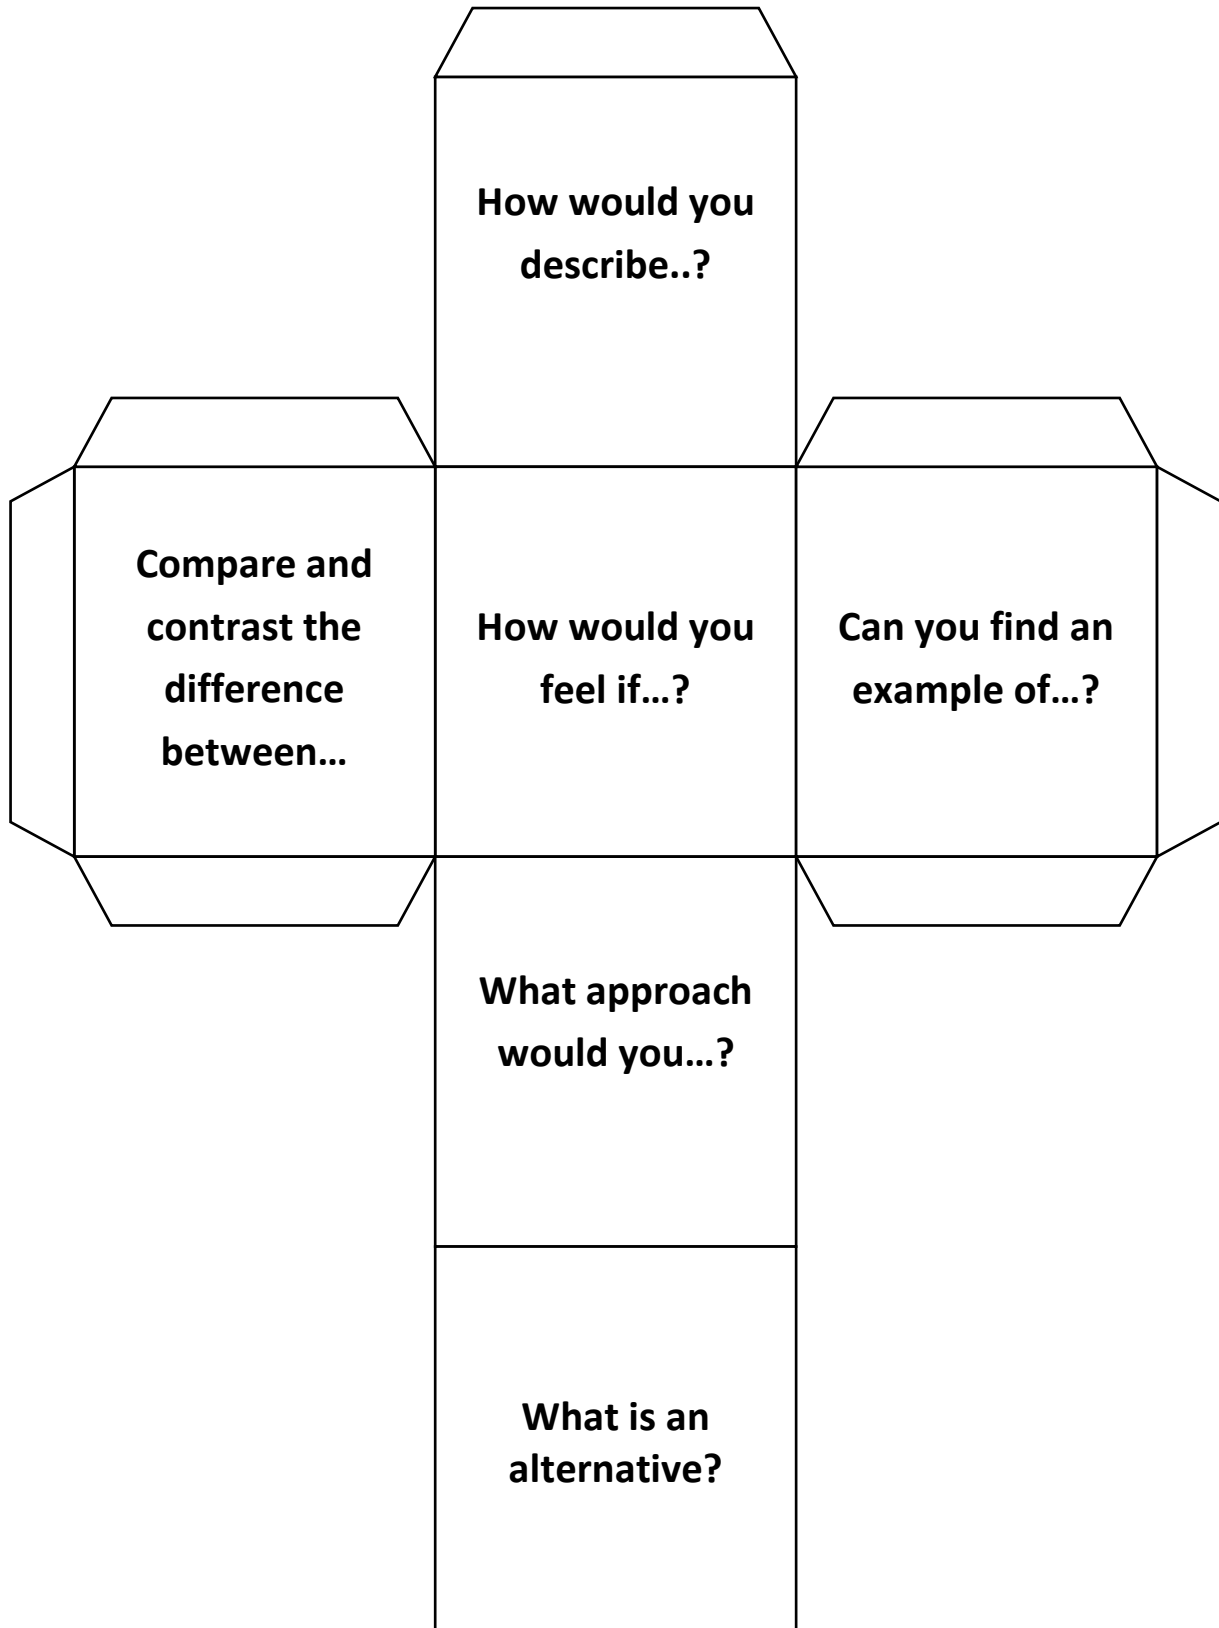 How would you
describe..?
Compare and
contrast the
difference
between…
How would you
feel if…?
Can you find an
example of…?
What approach
would you…?
What is an
alternative?